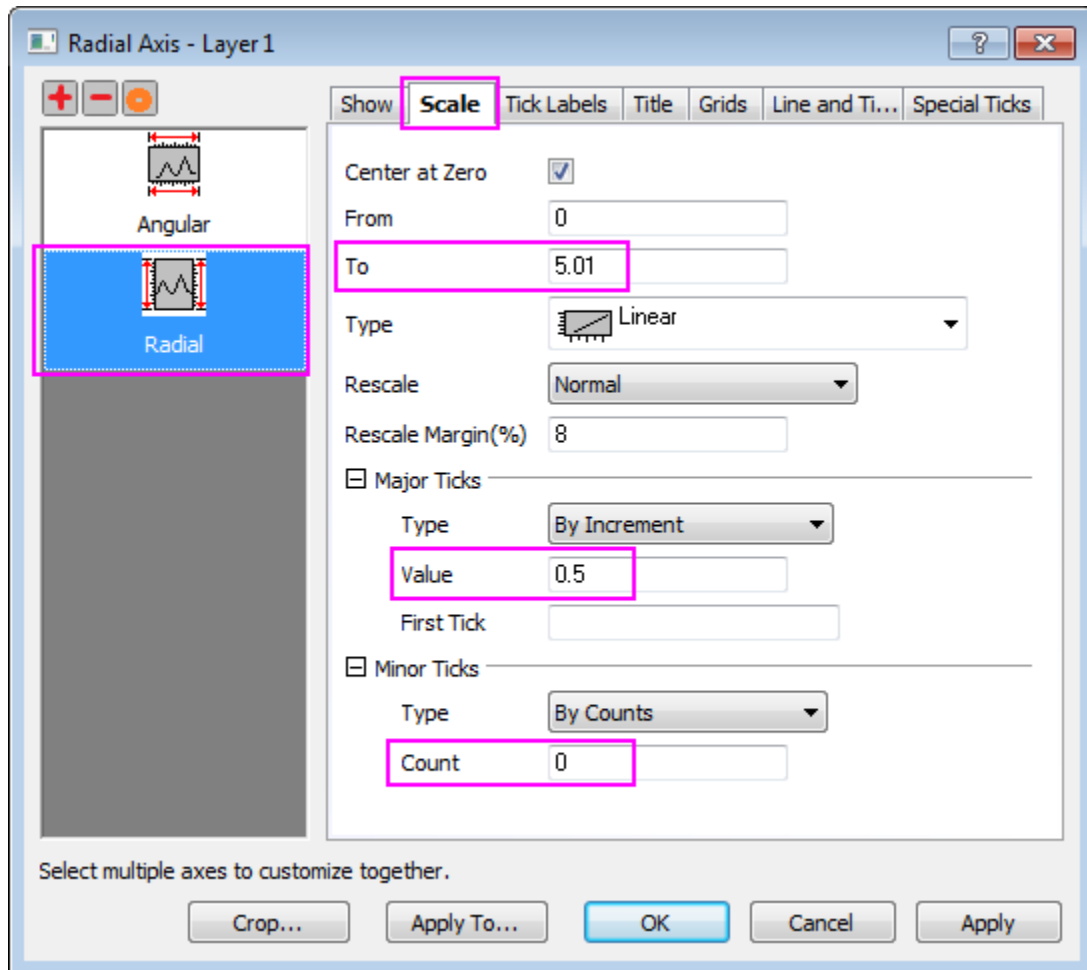 Radial Axis - Layer 1
Show Scale Tick Labels Title Grids Line and Ti... Special Ticks
Angular
Radial
Center at Zero
From 0
To 5.01
Type Linear
Rescale Normal
Rescale Margin(%) 8
Major Ticks
Type By Increment
Value 0.5
First Tick
Minor Ticks
Type By Counts
Count 0
Select multiple axes to customize together.
Crop... Apply To... OK Cancel Apply